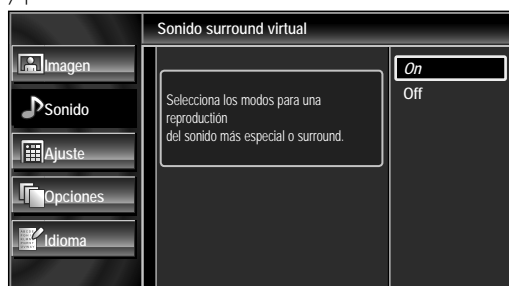 Sonido surround virtual
Imagen
Sonido
Ajuste
Opciones
Idioma
Selecciona los modos para una
reproductión
del sonido más especial o surround.
On
Off